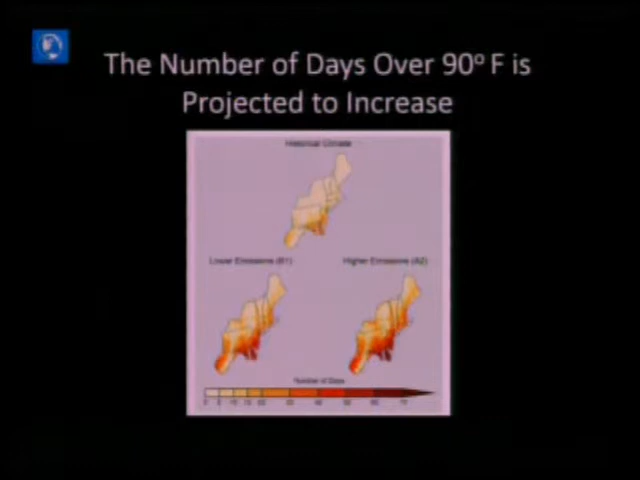 The Number of Days Over 90° F is
Projected to Increase
Historical Climate
Lower Emissions (B1)
Higher Emissions (A2)
Number of Days